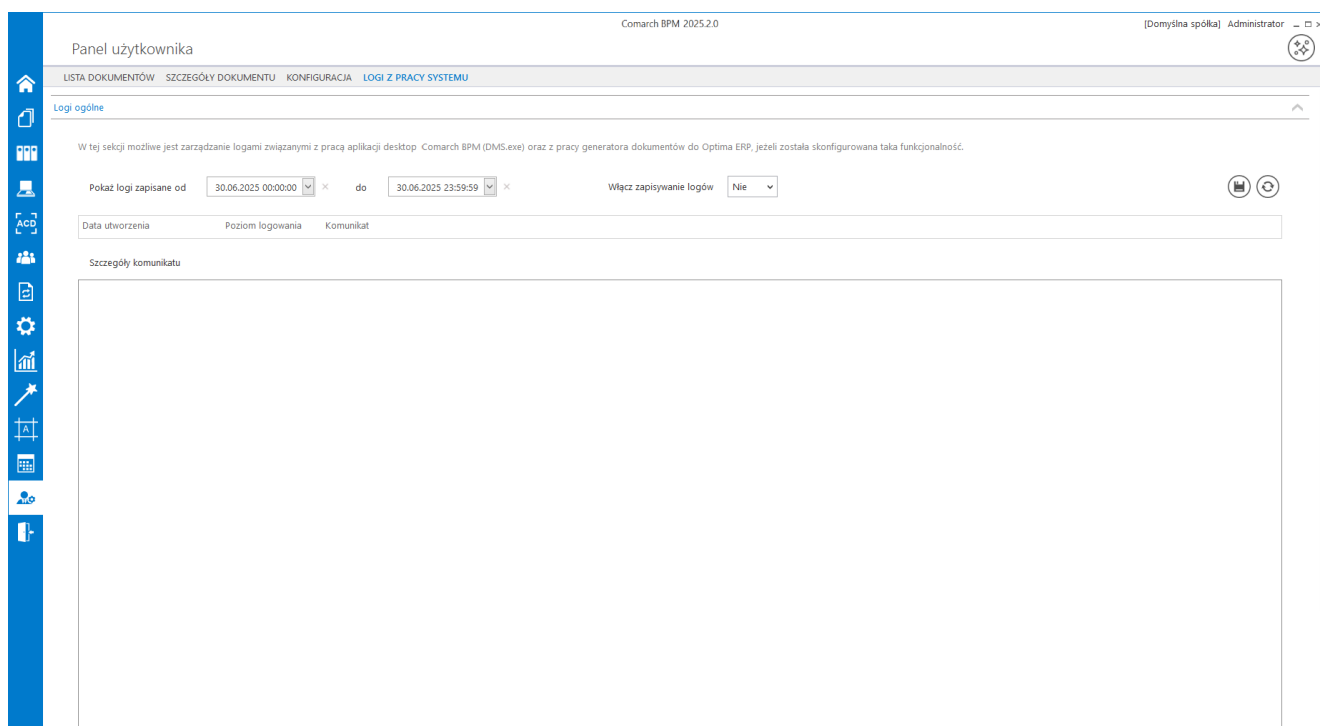 Comarch BPM 2025.2.0
[Domyślna spółka] Administrator
Panel użytkownika
LISTA DOKUMENTÓW SZCZEGÓŁY DOKUMENTU KONFIGURACJA LOGI Z PRACY SYSTEMU
Logi ogólne
W tej sekcji możliwe jest zarządzanie logami związanymi z pracą aplikacji desktop Comarch BPM (DMS.exe) oraz z pracy generatora dokumentów do Optima ERP, jeżeli została skonfigurowana taka funkcjonalność.
Pokaż logi zapisane od 30.06.2025 00:00:00 do 30.06.2025 23:59:59 Włącz zapisywanie logów Nie
ACD
Data utworzenia Poziom logowania Komunikat
Szczegóły komunikatu
A